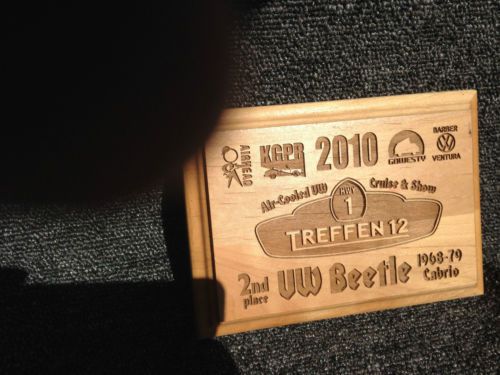 AIRHEAD
KGPR
2010
GOWESTY
BARBER
VENTURA
Air-Cooled VW Cruise & Show
HWY
1
TREFFEN 12
2nd place
VW Beetle
1968-79
Cabrio